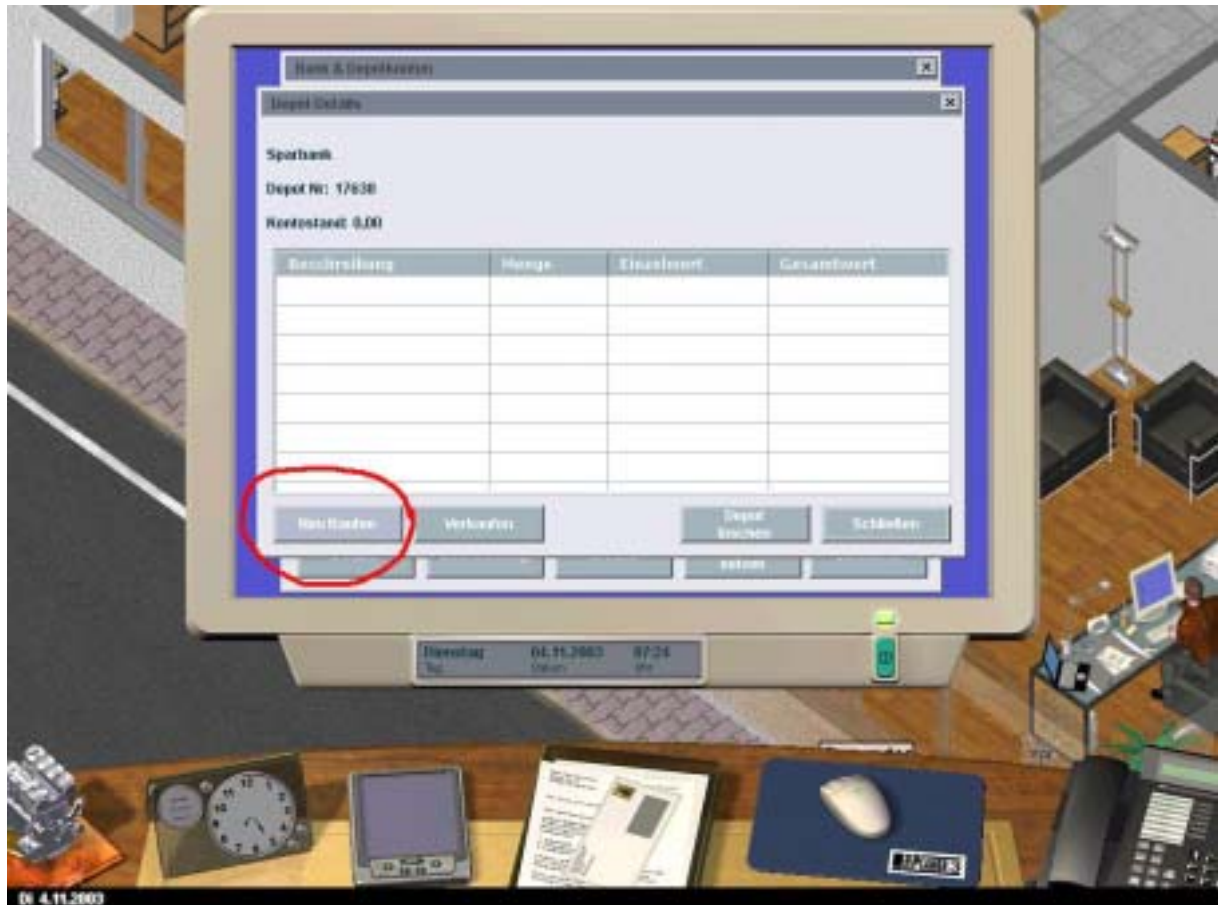 Bank & Depotkonten
Depot Details
Sparbank
Depot Nr: 17638
Kontostand: 0,00
Beschreibung Menge Einzelwert Gesamtwert
Verkaufen Depot löschen Schließen
Dienstag 04.11.2003 07:24
Tag Datum Uhr
Di 4.11.2003